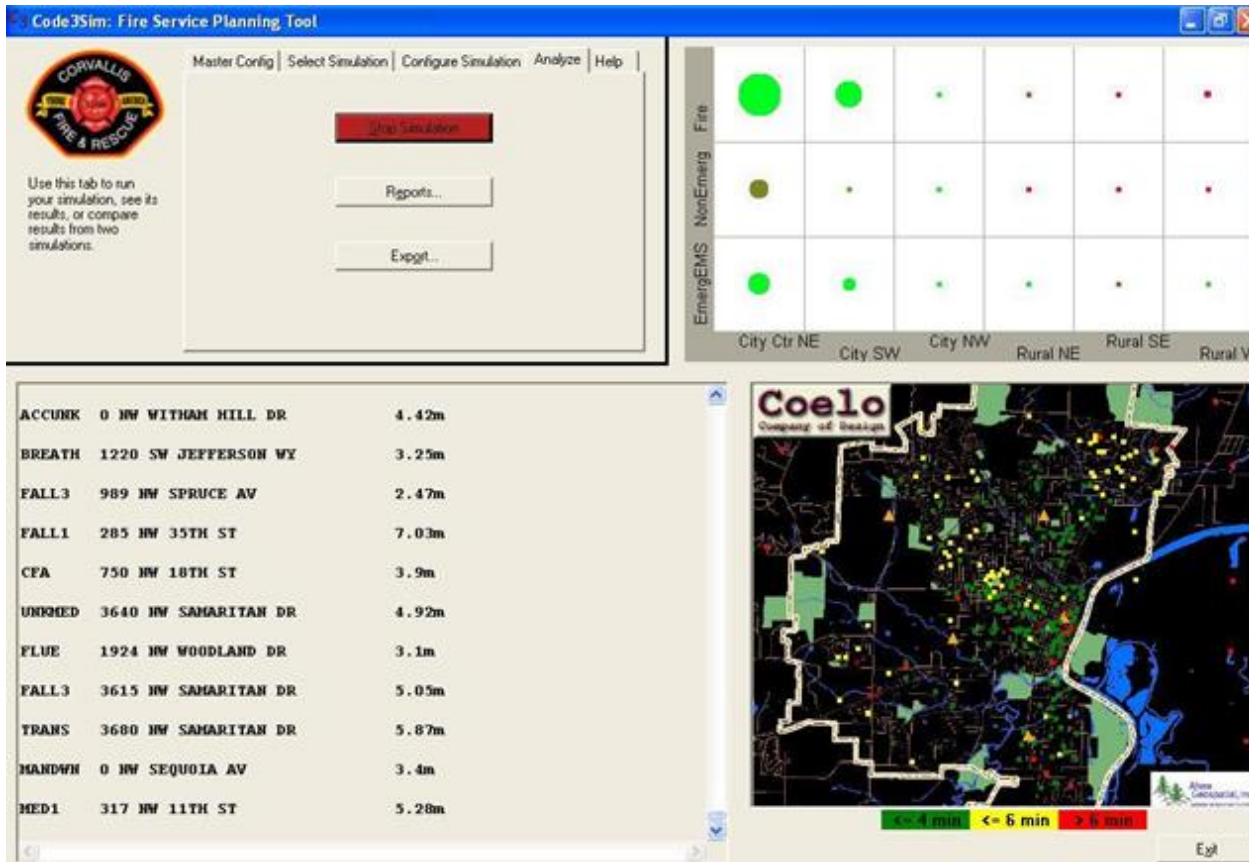 Code3Sim: Fire Service Planning Tool
CORVALLIS
FIRE & RESCUE
Use this tab to run
your simulation, see its
results, or compare
results from two
simulations.
Master Config Select Simulation Configure Simulation Analyze Help
Stop Simulation
Reports...
Export...
Fire
NonEmerg
EmergEMS
City Ctr NE City SW City NW Rural NE Rural SE Rural
ACCUNK 0 NW WITHAM HILL DR 4.42m
BREATH 1220 SW JEFFERSON WY 3.25m
FALL3 989 NW SPRUCE AV 2.47m
FALL1 285 NW 35TH ST 7.03m
CFA 750 NW 18TH ST 3.9m
UNKMED 3640 NW SAMARITAN DR 4.92m
FLUE 1924 NW WOODLAND DR 3.1m
FALL3 3615 NW SAMARITAN DR 5.05m
TRANS 3680 NW SAMARITAN DR 5.87m
MANDWN 0 NW SEQUOIA AV 3.4m
MED1 317 NW 11TH ST 5.28m
Coelo
Company of Design
<= 4 min <= 6 min > 6 min
Exit